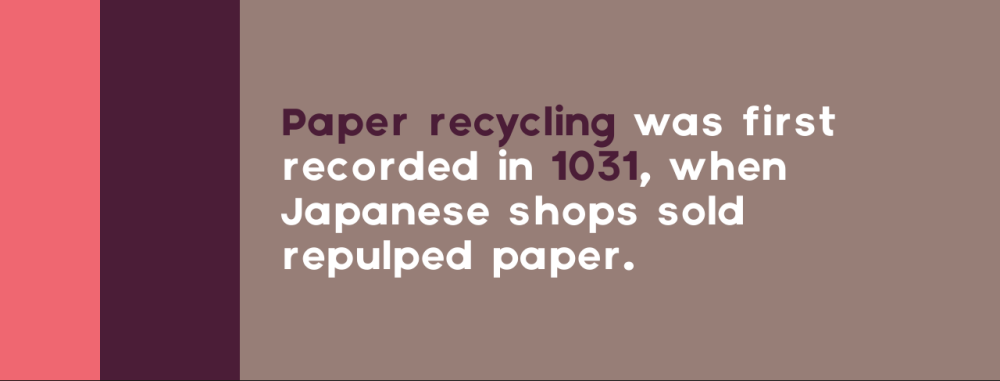 Paper recycling was first
recorded in 1031, when
Japanese shops sold
repulped paper.